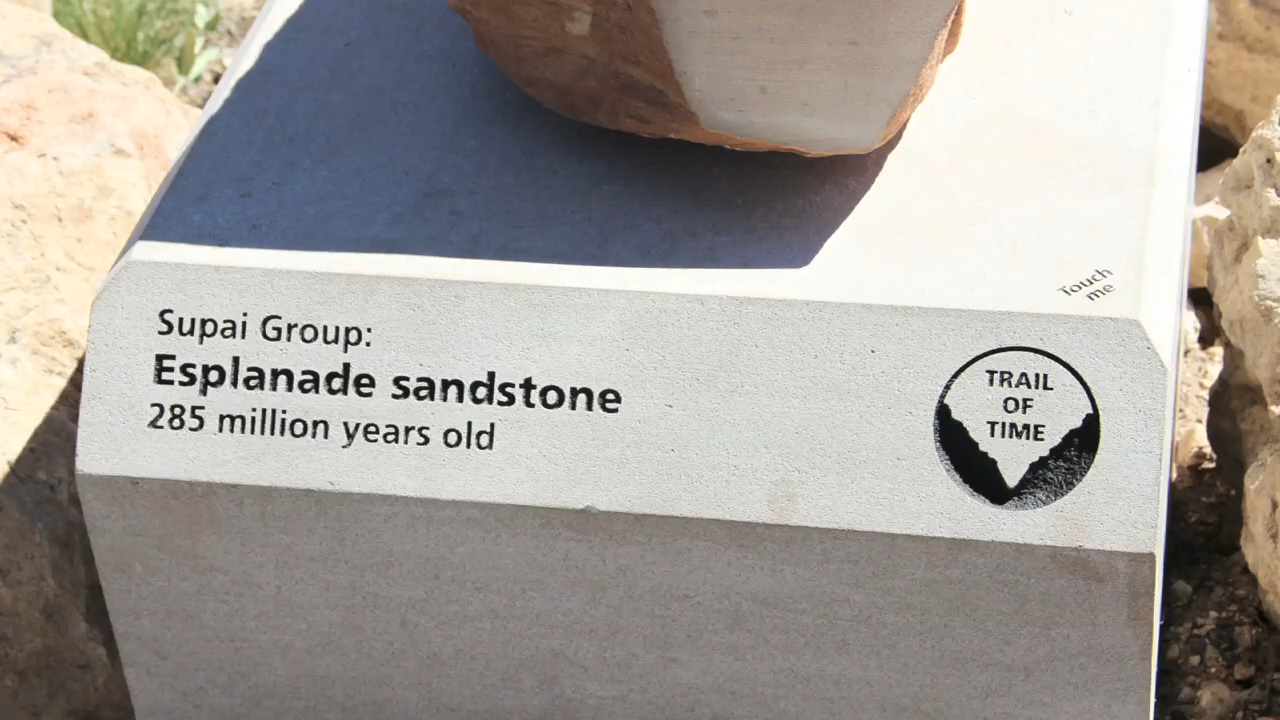 Touch
me
Supai Group:
Esplanade sandstone
285 million years old
TRAIL
OF
TIME